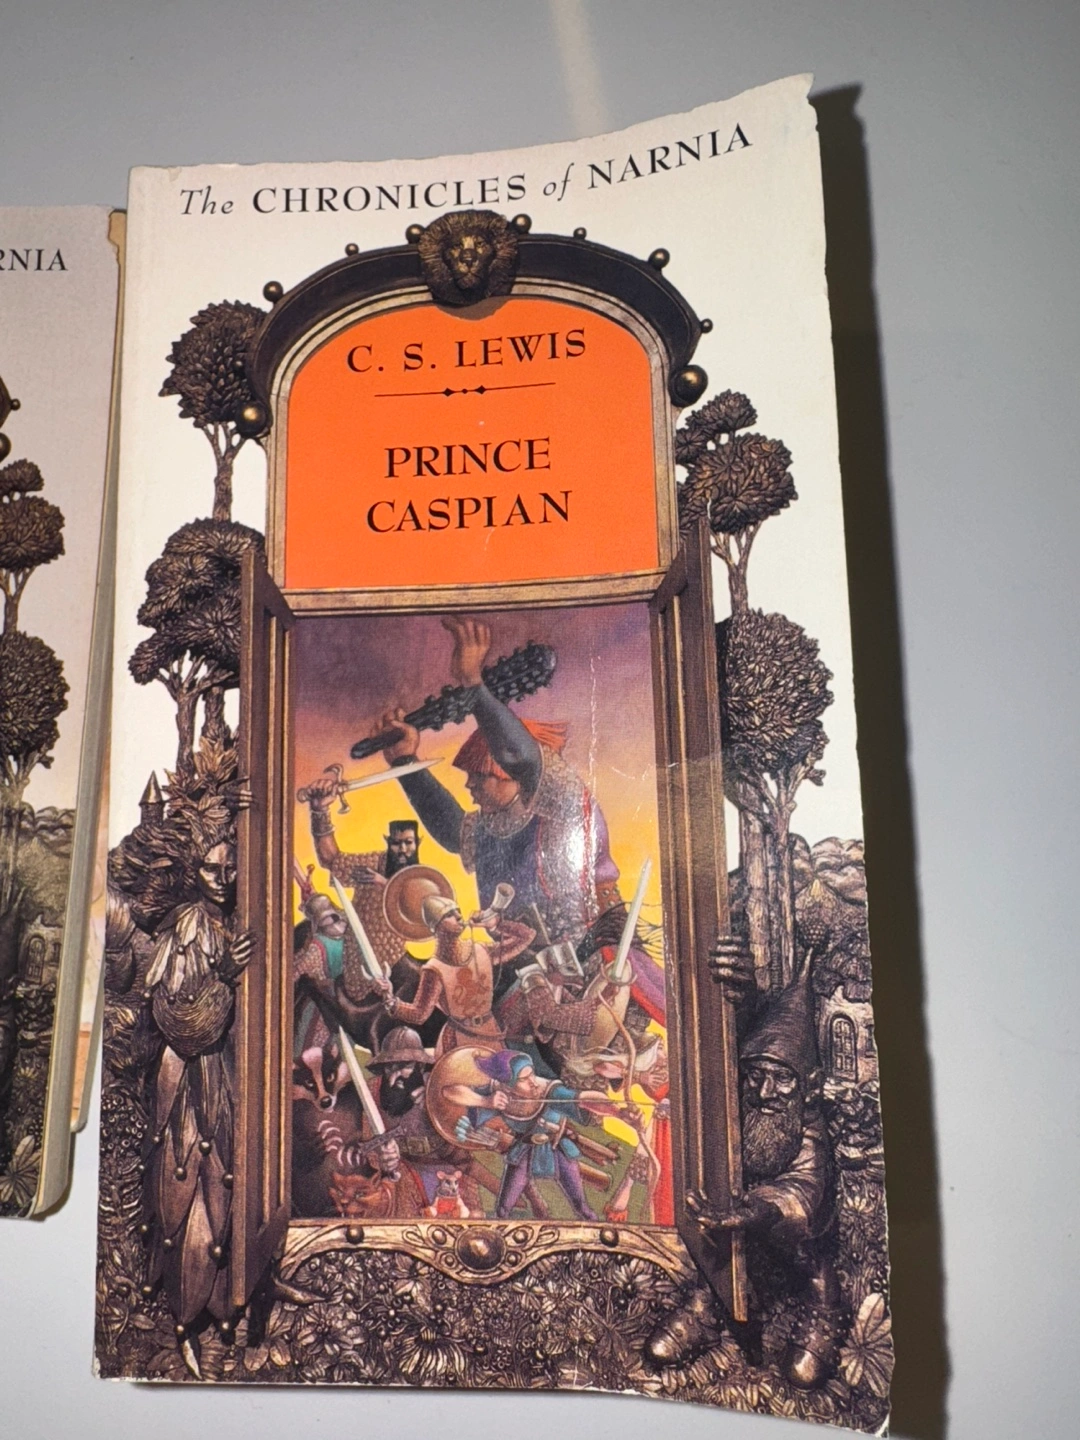 The CHRONICLES of NARNIA
C. S. LEWIS
PRINCE
CASPIAN
RNIA